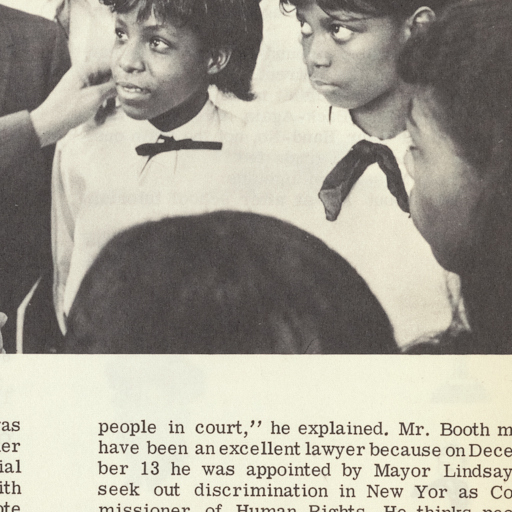 as
er
ial
ith
ote
people in court,” he explained. Mr. Booth m
have been an excellent lawyer because on Dece
ber 13 he was appointed by Mayor Lindsay
seek out discrimination in New Yor as Co
missioner of Human Rights. He thinks peo